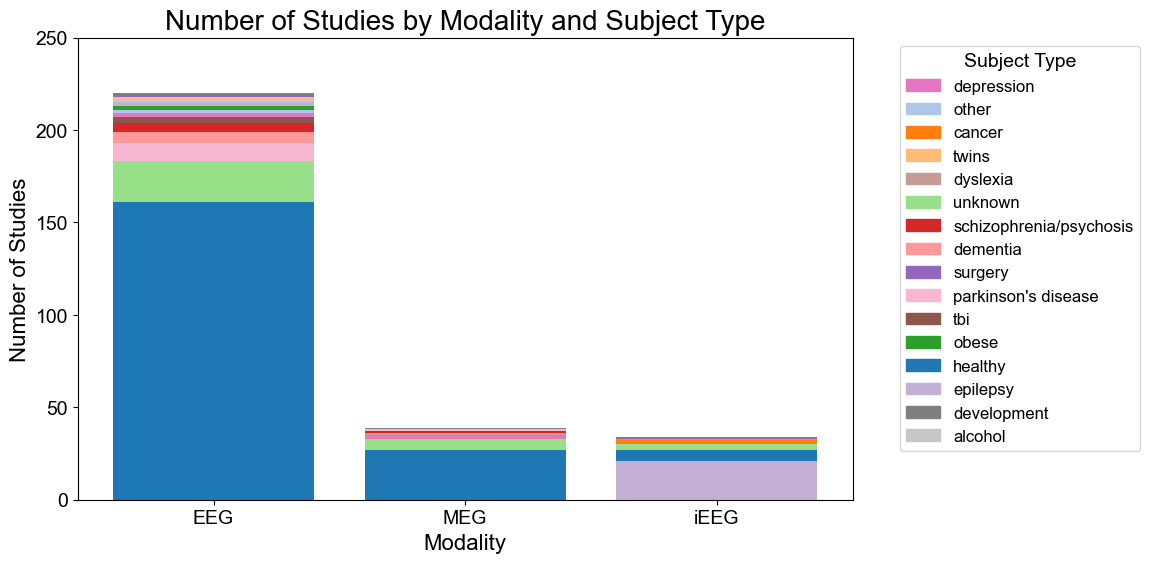 Number of Studies by Modality and Subject Type
Number of Studies
250
200
150
100
50
0
EEG
MEG
iEEG
Modality
Subject Type
depression
other
cancer
twins
dyslexia
unknown
schizophrenia/psychosis
dementia
surgery
parkinson's disease
tbi
obese
healthy
epilepsy
development
alcohol